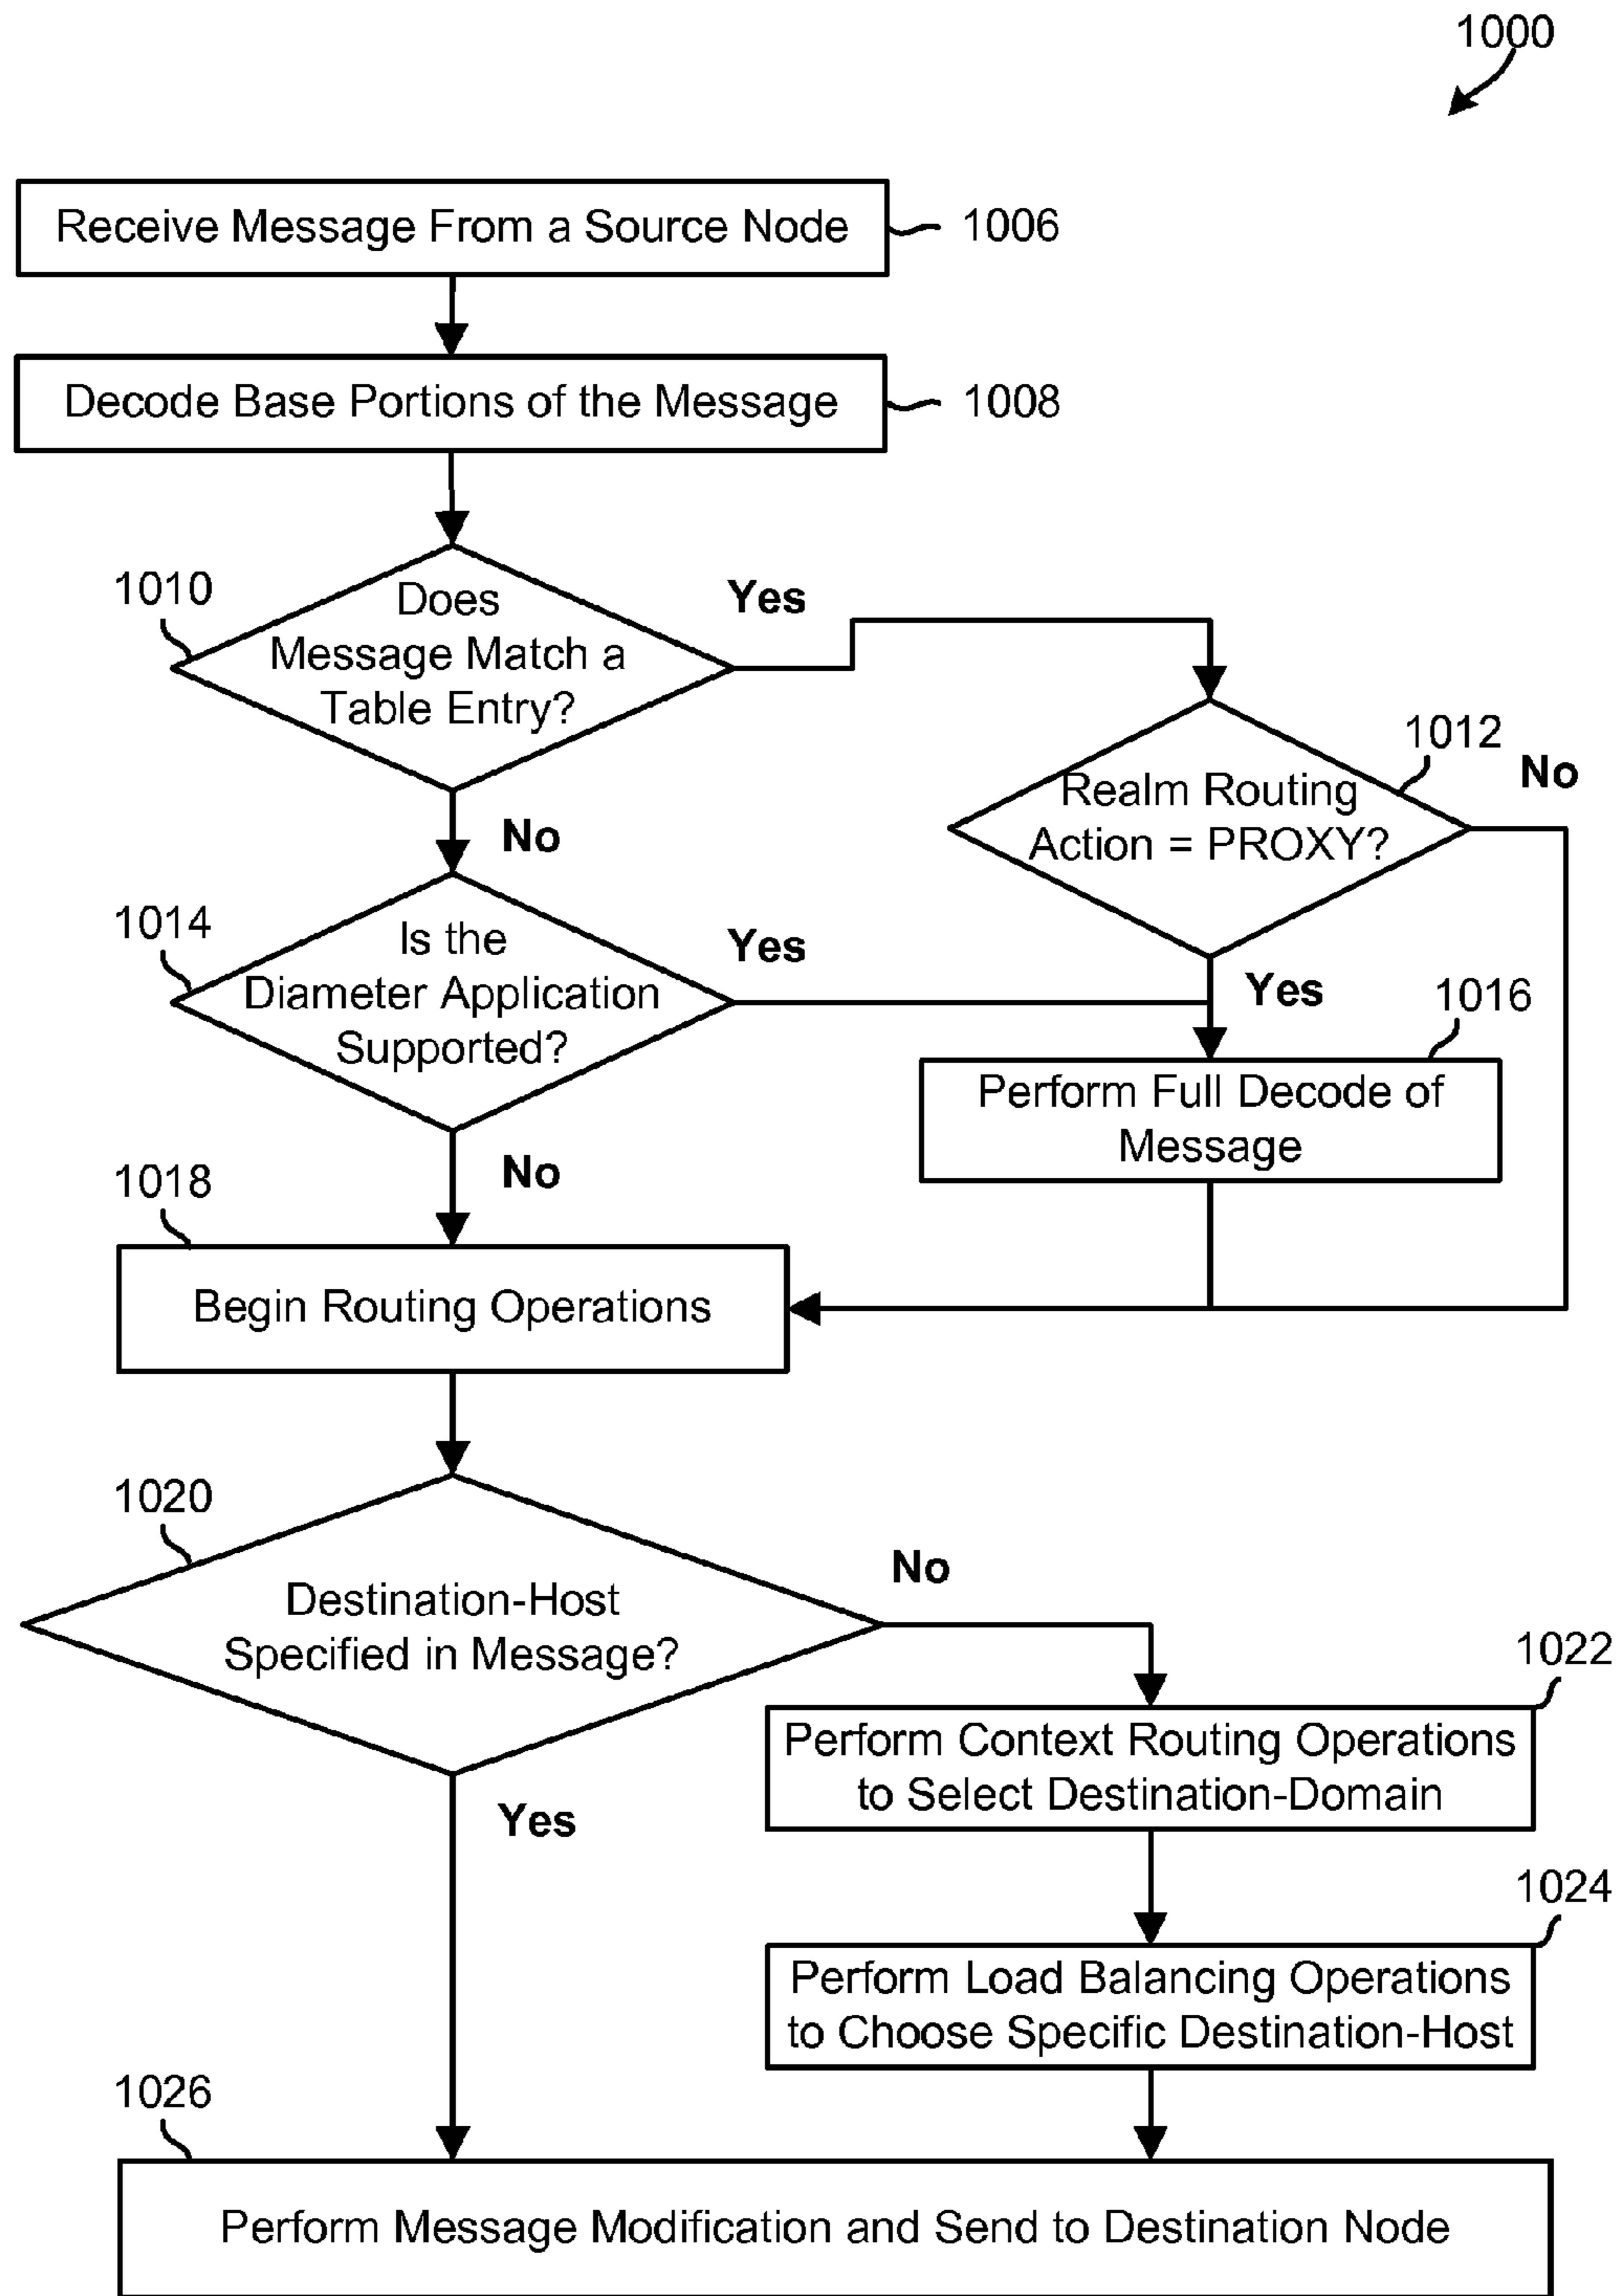 1000
Receive Message From a Source Node
1006
Decode Base Portions of the Message
1008
1010
Does
Message Match a
Table Entry?
Yes
1012
No
Realm Routing
Action = PROXY?
No
1014
Is the
Diameter Application
Supported?
Yes
Yes
1016
Perform Full Decode of
Message
No
1018
Begin Routing Operations
1020
Destination-Host
Specified in Message?
No
1022
Perform Context Routing Operations
to Select Destination-Domain
Yes
1024
Perform Load Balancing Operations
to Choose Specific Destination-Host
1026
Perform Message Modification and Send to Destination Node